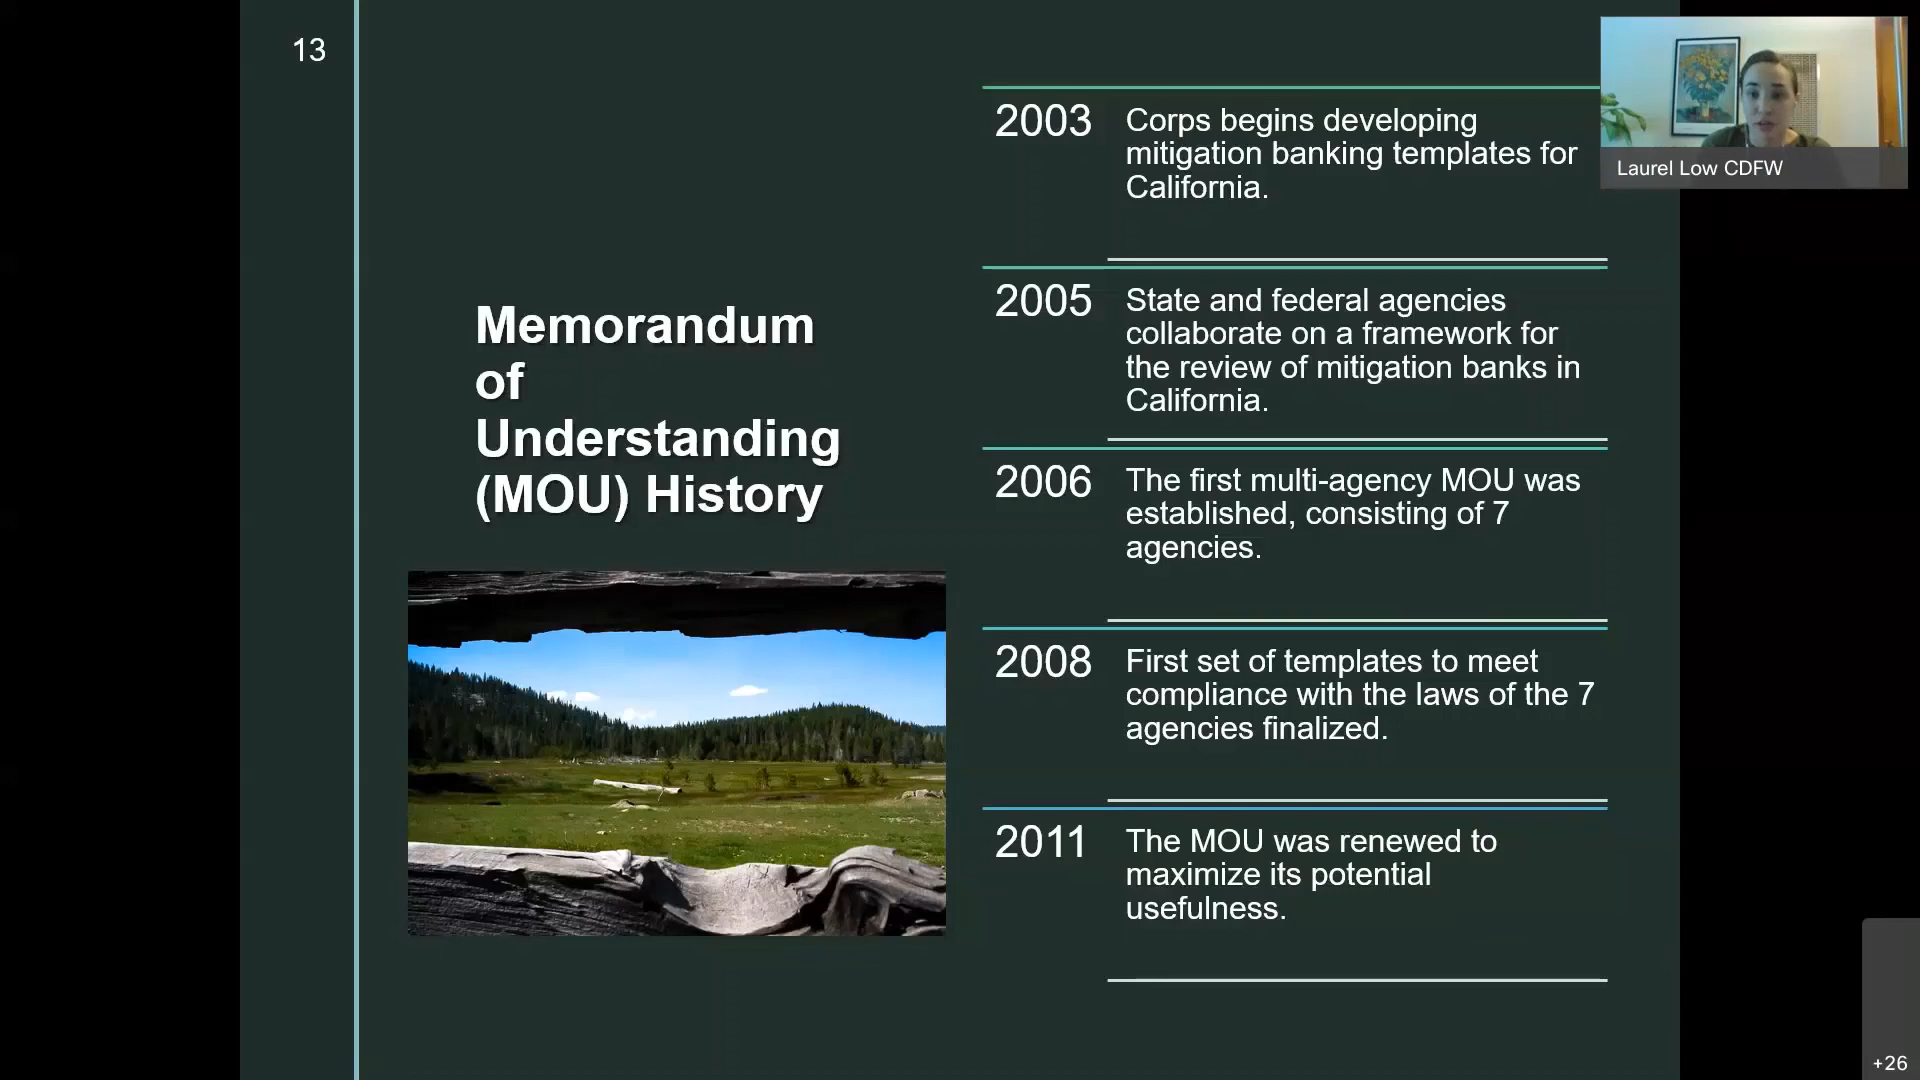 13
Memorandum
of
Understanding
(MOU) History
2003
Corps begins developing
mitigation banking templates for
California.
2005
State and federal agencies
collaborate on a framework for
the review of mitigation banks in
California.
2006
The first multi-agency MOU was
established, consisting of 7
agencies.
2008
First set of templates to meet
compliance with the laws of the 7
agencies finalized.
2011
The MOU was renewed to
maximize its potential
usefulness.
Laurel Low CDFW
+26